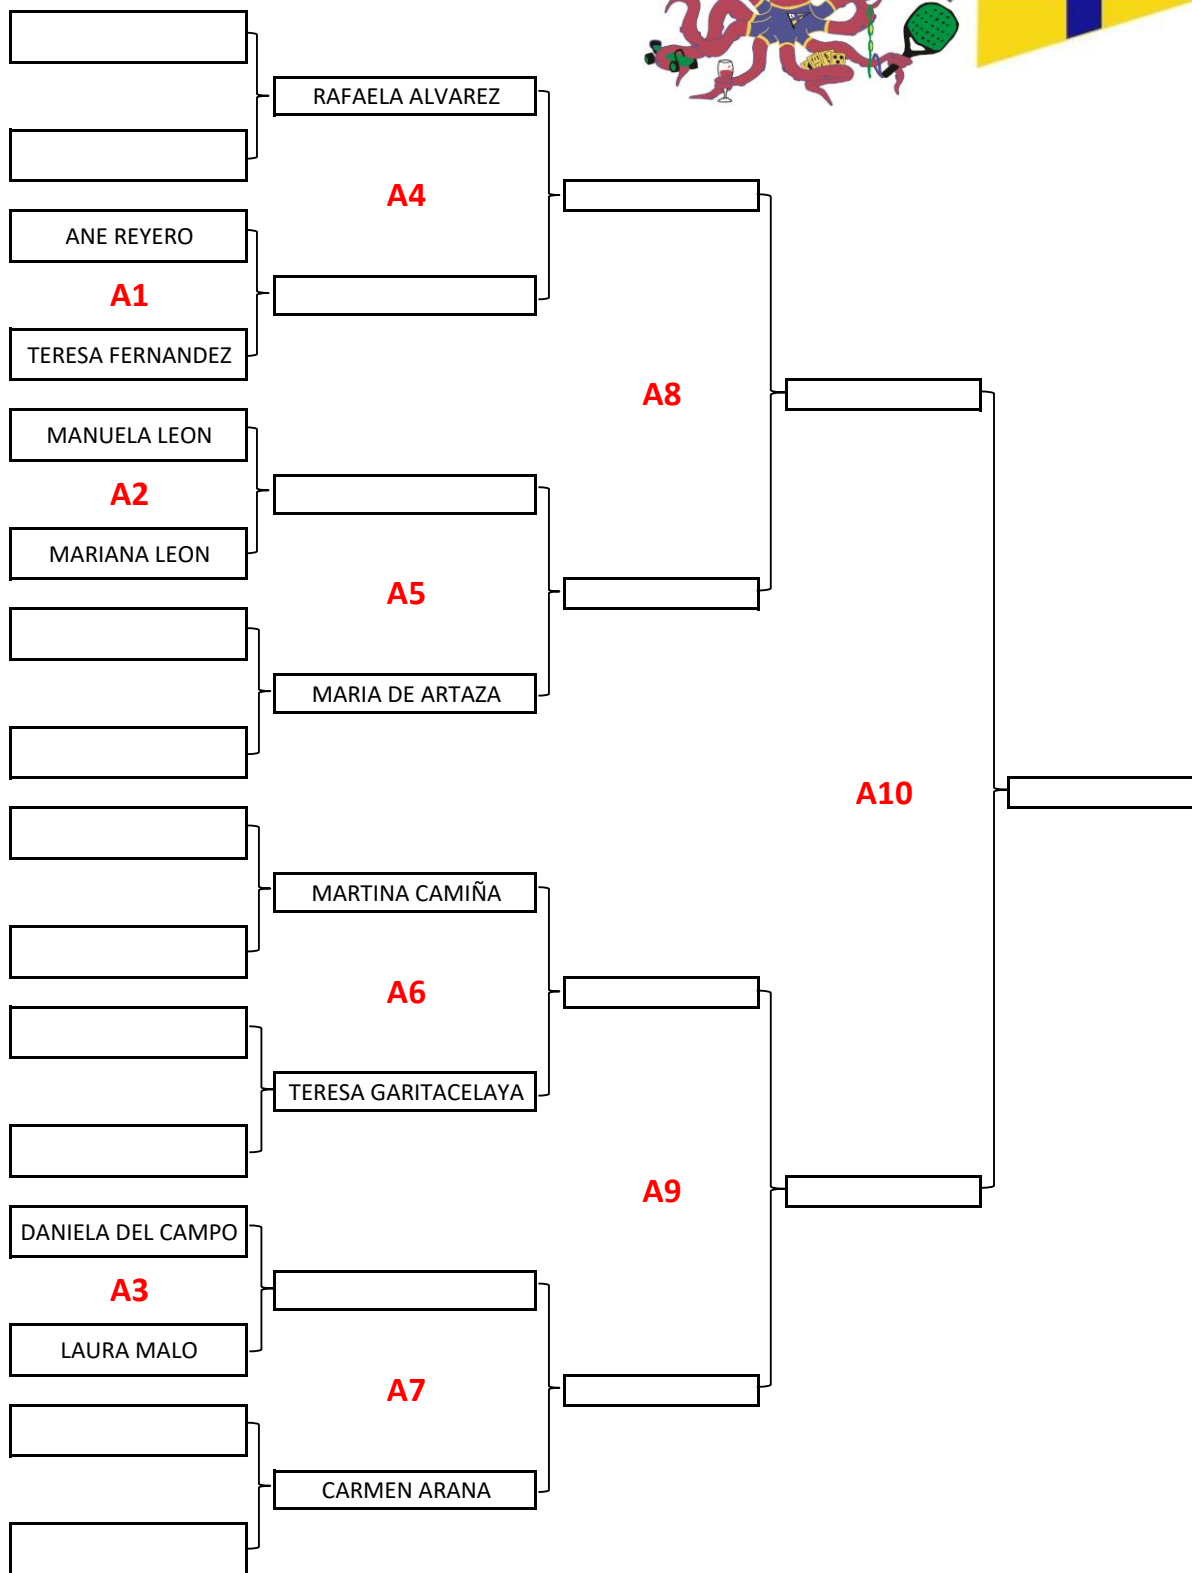 RAFAELA ALVAREZ
A4
ANE REYERO
A1
TERESA FERNANDEZ
A8
MANUELA LEON
A2
MARIANA LEON
A5
MARIA DE ARTAZA
A10
MARTINA CAMIÑA
A6
TERESA GARITACELAYA
A9
DANIELA DEL CAMPO
A3
LAURA MALO
A7
CARMEN ARANA